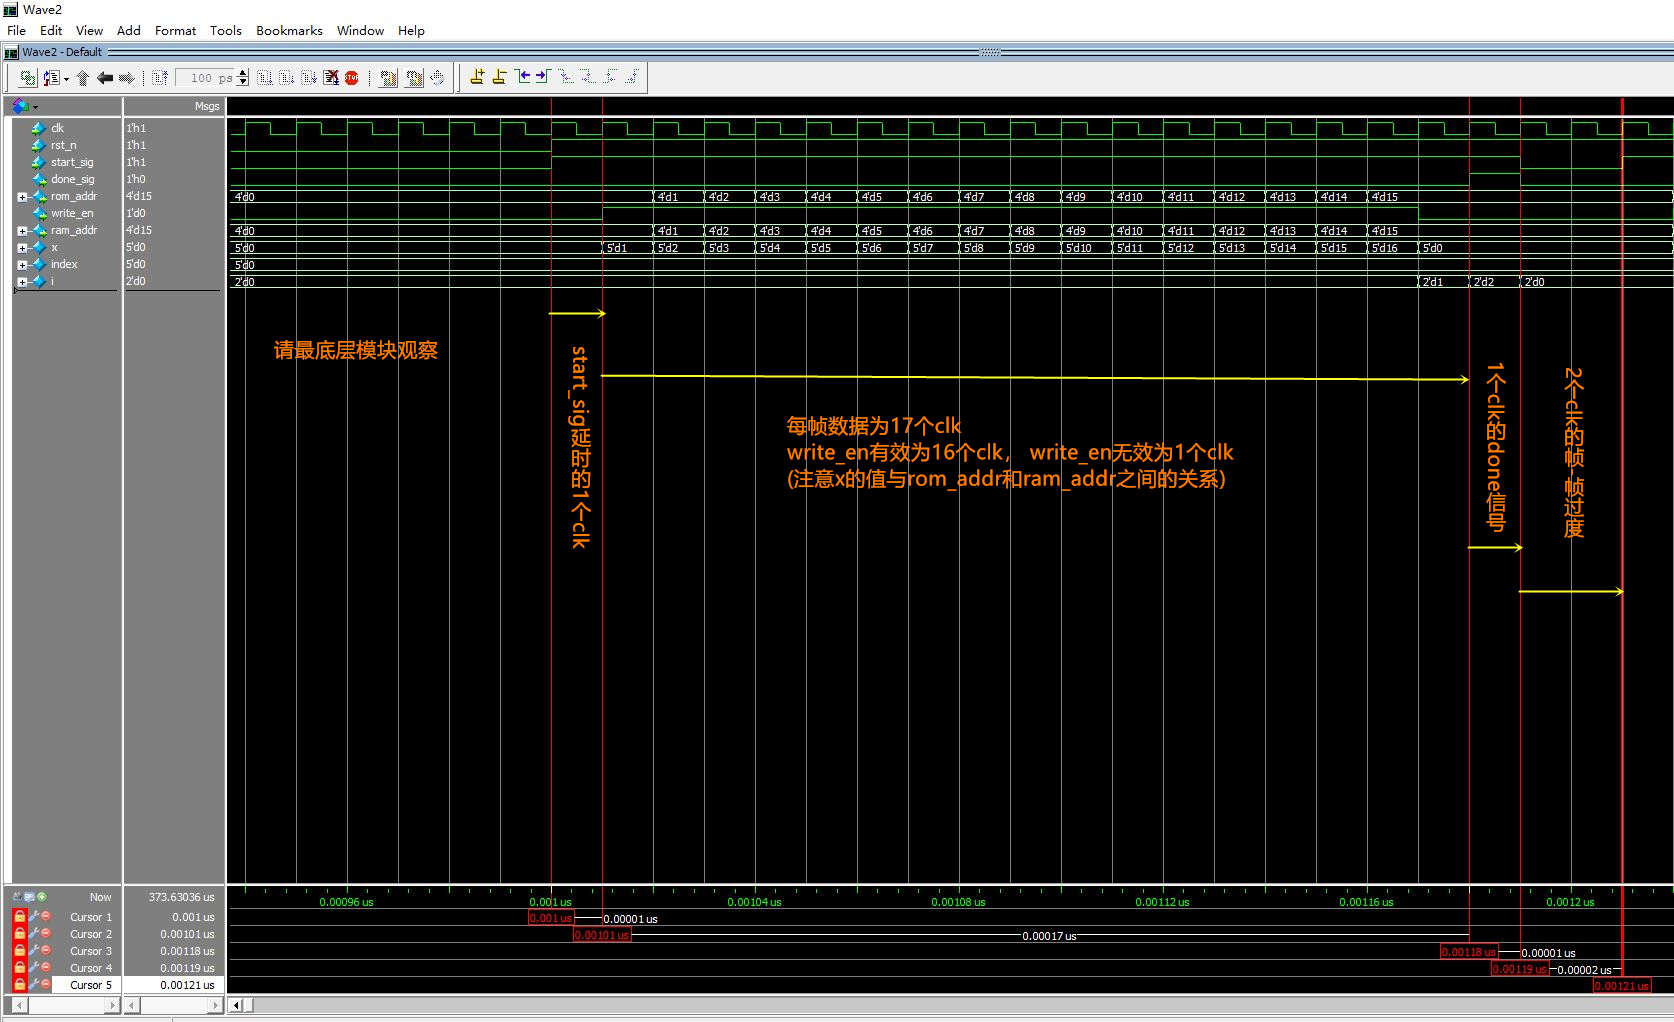 Wave2
File Edit View Add Format Tools Bookmarks Window Help
Wave2 - Default
100 ps
Msgs
clk 1'h1
rst_n 1'h1
start_sig 1'h1
done_sig 1'h0
rom_addr 4'd15 4'd0 4'd1 4'd2 4'd3 4'd4 4'd5 4'd6 4'd7 4'd8 4'd9 4'd10 4'd11 4'd12 4'd13 4'd14 4'd15
write_en 1'd0
ram_addr 4'd15 4'd0 4'd1 4'd2 4'd3 4'd4 4'd5 4'd6 4'd7 4'd8 4'd9 4'd10 4'd11 4'd12 4'd13 4'd14 4'd15
x 5'd0 5'd0 5'd1 5'd2 5'd3 5'd4 5'd5 5'd6 5'd7 5'd8 5'd9 5'd10 5'd11 5'd12 5'd13 5'd14 5'd15 5'd16 5'd0
index 5'd0 5'd0
i 2'd0 2'd0 2'd1 2'd2 2'd0
请最底层模块观察
start_sig延时的1个clk
每帧数据为17个clk
write_en有效为16个clk， write_en无效为1个clk
(注意x的值与rom_addr和ram_addr之间的关系)
1个clk的done信号
2个clk的帧-帧过度
Now 373.63036 us 0.00096 us 0.001 us 0.00104 us 0.00108 us 0.00112 us 0.00116 us 0.0012 us
Cursor 1 0.001 us 0.001 us 0.00001 us
Cursor 2 0.00101 us 0.00101 us 0.00017 us
Cursor 3 0.00118 us 0.00118 us 0.00001 us
Cursor 4 0.00119 us 0.00119 us 0.00002 us
Cursor 5 0.00121 us 0.00121 us